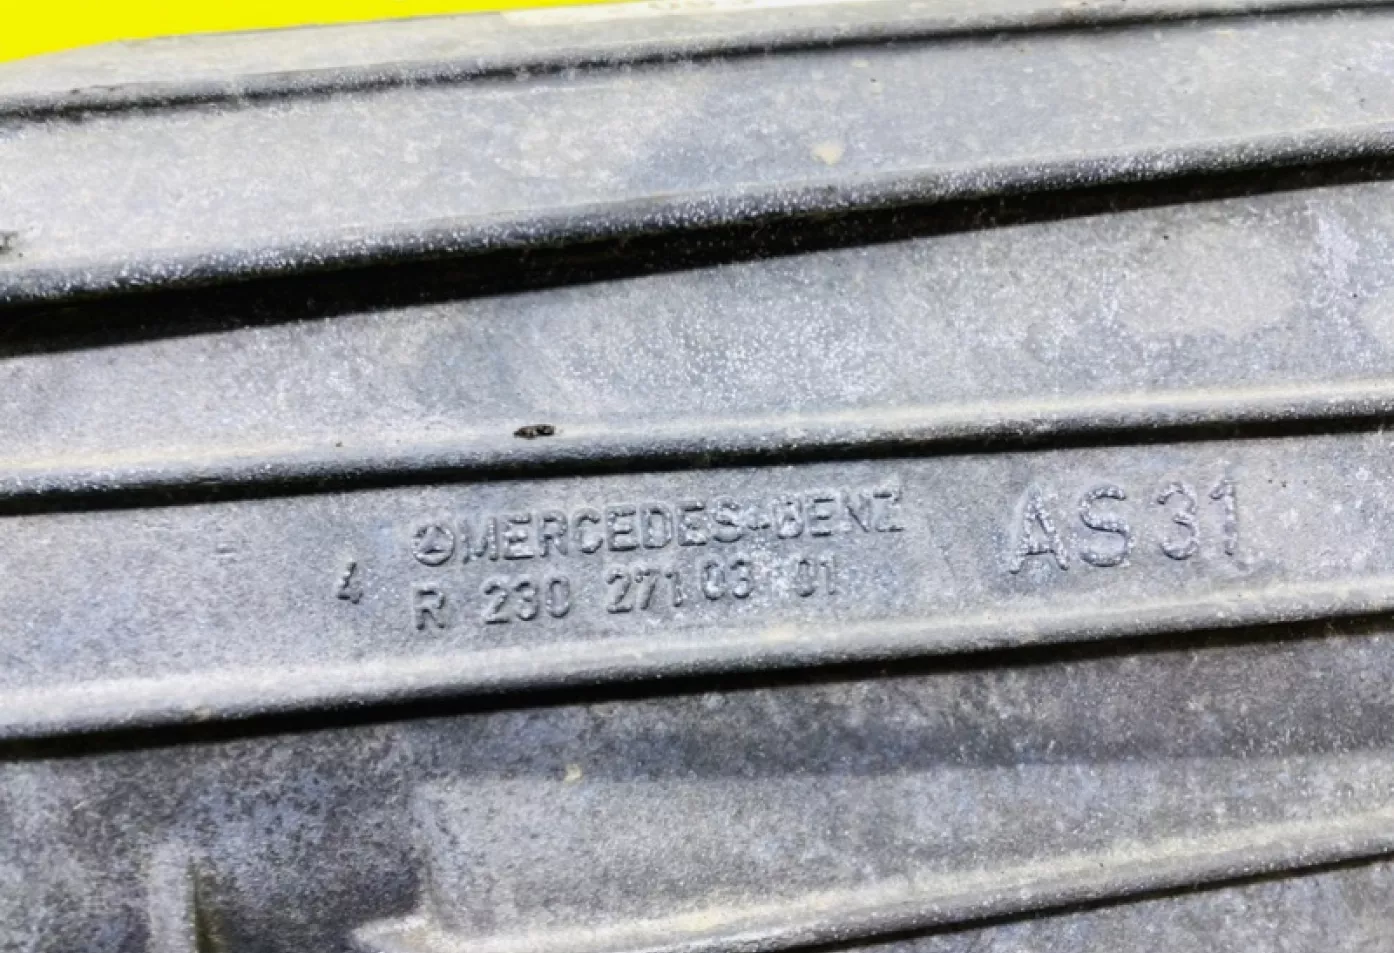 MERCEDES-BENZ
4 R 230 271 03 01
AS31